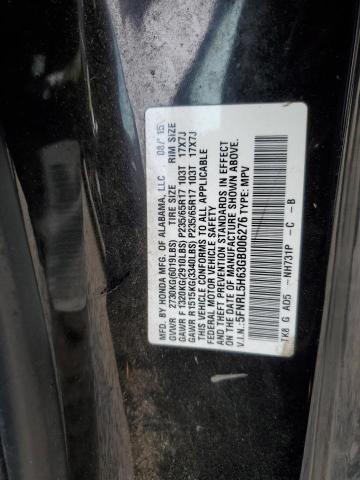 MFD. BY HONDA MFG. OF ALABAMA, LLC 08/15
GVWR 2730KG(6019LBS) TIRE SIZE RIM SIZE
GAWR F 1320KG(2910LBS) P235/65R17 103T 17X7J
GAWR R 1515KG(3340LBS) P235/65R17 103T 17X7J
THIS VEHICLE CONFORMS TO ALL APPLICABLE
FEDERAL MOTOR VEHICLE SAFETY AND
THEFT PREVENTION STANDARDS IN EFFECT
ON THE DATE OF MANUFACTURE SHOWN ABOVE.
V.I.N.:5FNRL5H63GB006276 TYPE: MPV
TK8 G AD5 -NH731P -C -B